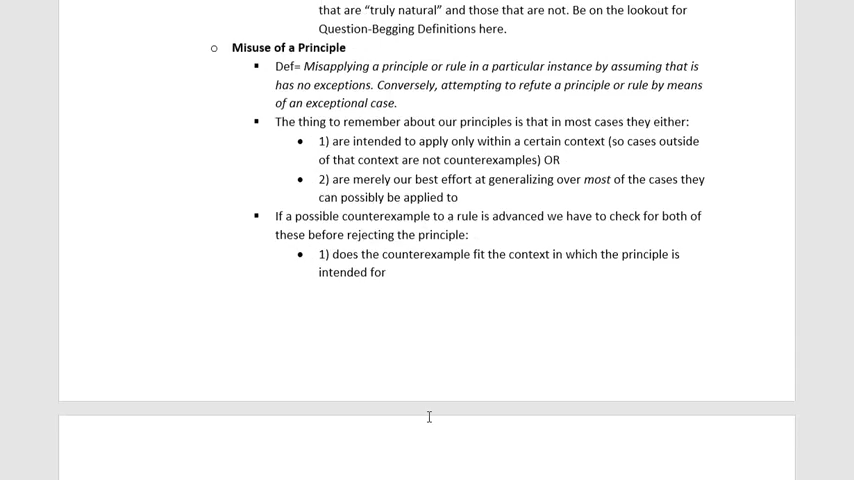 that are “truly natural” and those that are not. Be on the lookout for
Question-Begging Definitions here.
o Misuse of a Principle
▪ Def= Misapplying a principle or rule in a particular instance by assuming that is
has no exceptions. Conversely, attempting to refute a principle or rule by means
of an exceptional case.
▪ The thing to remember about our principles is that in most cases they either:
• 1) are intended to apply only within a certain context (so cases outside
of that context are not counterexamples) OR
• 2) are merely our best effort at generalizing over most of the cases they
can possibly be applied to
▪ If a possible counterexample to a rule is advanced we have to check for both of
these before rejecting the principle:
• 1) does the counterexample fit the context in which the principle is
intended for